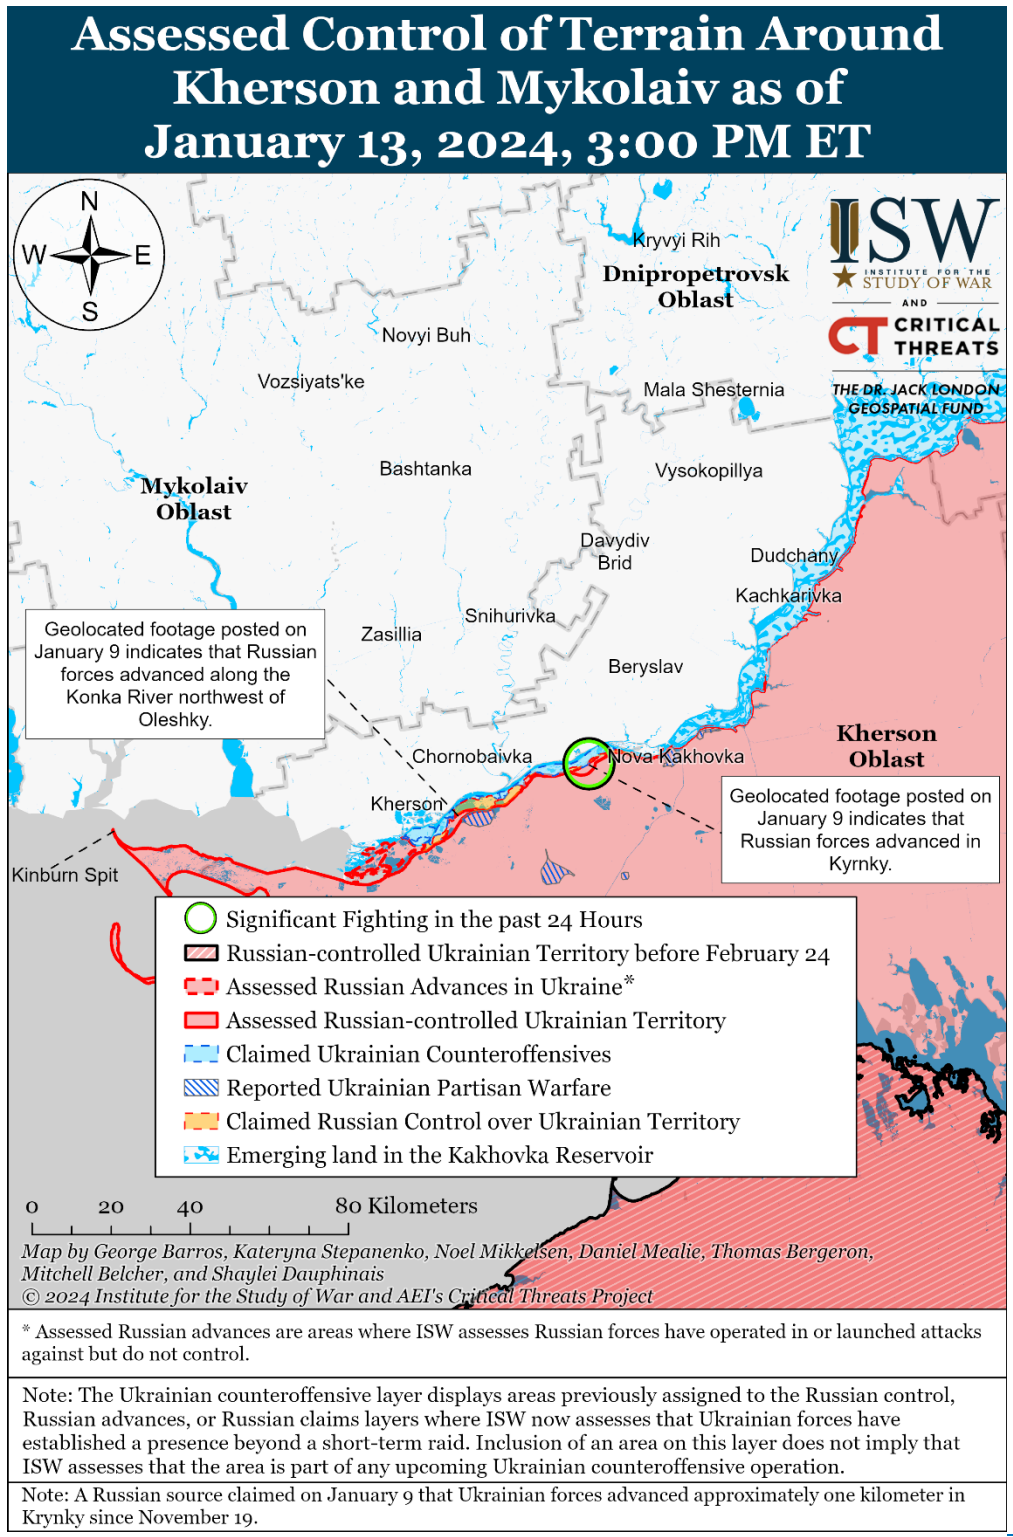 Assessed Control of Terrain Around
Kherson and Mykolaiv as of
January 13, 2024, 3:00 PM ET
N
W
E
S
ISW
INSTITUTE FOR THE
STUDY OF WAR
AND
CT CRITICAL
THREATS
THE DR. JACK LONDON
GEOSPATIAL FUND
Kryvyi Rih
Dnipropetrovsk
Oblast
Novyi Buh
Vozsiyats'ke
Mala Shesternia
Bashtanka
Vysokopillya
Mykolaiv
Oblast
Davydiv
Brid
Dudchany
Kachkarivka
Snihurivka
Zasillia
Beryslav
Geolocated footage posted on
January 9 indicates that Russian
forces advanced along the
Konka River northwest of
Oleshky.
Kherson
Oblast
Chornobaivka
Nova Kakhovka
Kherson
Geolocated footage posted on
January 9 indicates that
Russian forces advanced in
Kyrnky.
Kinburn Spit
Significant Fighting in the past 24 Hours
Russian-controlled Ukrainian Territory before February 24
Assessed Russian Advances in Ukraine*
Assessed Russian-controlled Ukrainian Territory
Claimed Ukrainian Counteroffensives
Reported Ukrainian Partisan Warfare
Claimed Russian Control over Ukrainian Territory
Emerging land in the Kakhovka Reservoir
0 20 40 80 Kilometers
Map by George Barros, Kateryna Stepanenko, Noel Mikkelsen, Daniel Mealie, Thomas Bergeron,
Mitchell Belcher, and Shaylei Dauphinais
© 2024 Institute for the Study of War and AEI's Critical Threats Project
* Assessed Russian advances are areas where ISW assesses Russian forces have operated in or launched attacks
against but do not control.
Note: The Ukrainian counteroffensive layer displays areas previously assigned to the Russian control,
Russian advances, or Russian claims layers where ISW now assesses that Ukrainian forces have
established a presence beyond a short-term raid. Inclusion of an area on this layer does not imply that
ISW assesses that the area is part of any upcoming Ukrainian counteroffensive operation.
Note: A Russian source claimed on January 9 that Ukrainian forces advanced approximately one kilometer in
Krynky since November 19.